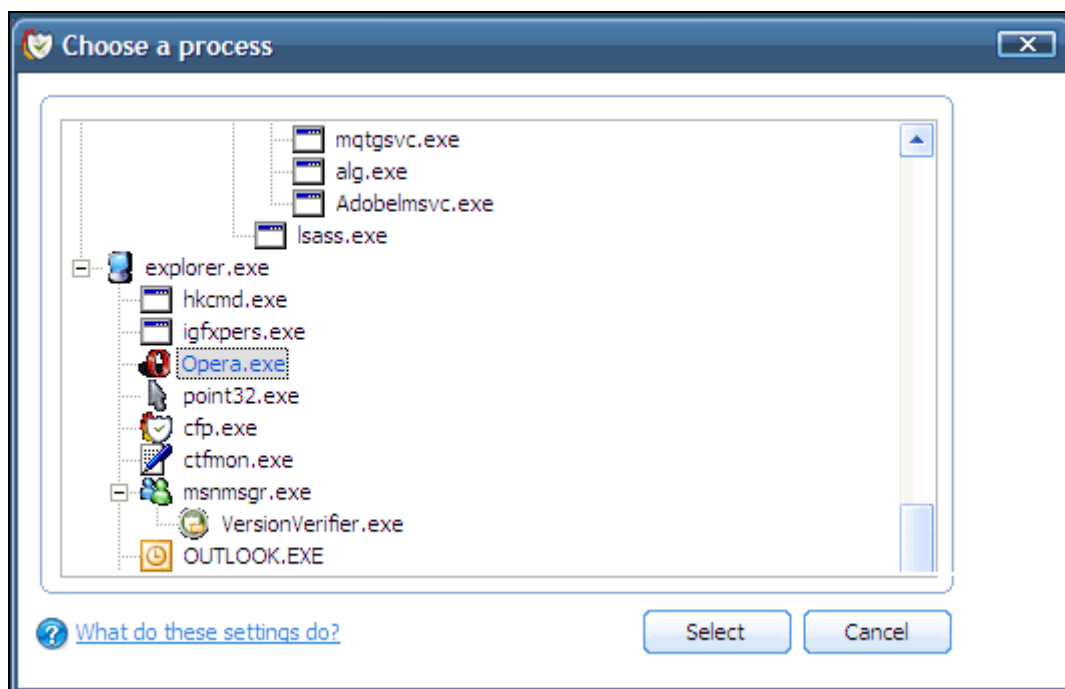 Choose a process
mqtgsvc.exe
alg.exe
Adobelmsvc.exe
lsass.exe
explorer.exe
hkcmd.exe
igfxpers.exe
Opera.exe
point32.exe
cfp.exe
ctfmon.exe
msnmsgr.exe
VersionVerifier.exe
OUTLOOK.EXE
What do these settings do?
Select
Cancel